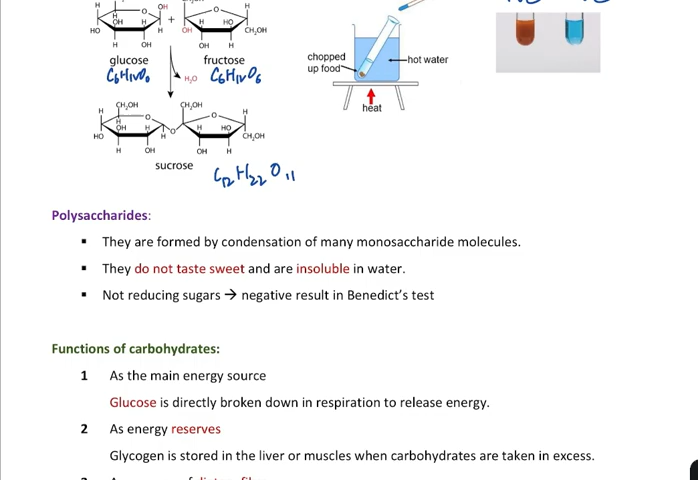 glucose
fructose
C6H12O6
H₂O
C6H12O6
chopped
up food
hot water
heat
sucrose
C12H22O11
Polysaccharides:
▪ They are formed by condensation of many monosaccharide molecules.
▪ They do not taste sweet and are insoluble in water.
▪ Not reducing sugars → negative result in Benedict's test
Functions of carbohydrates:
1 As the main energy source
Glucose is directly broken down in respiration to release energy.
2 As energy reserves
Glycogen is stored in the liver or muscles when carbohydrates are taken in excess.